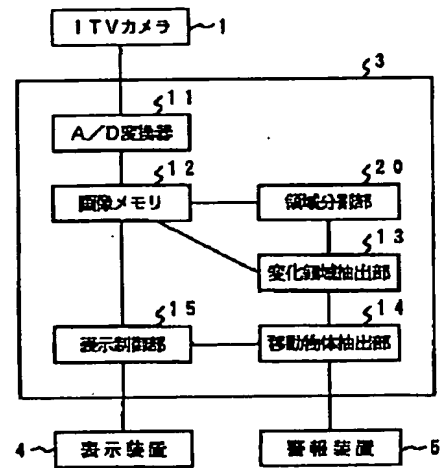 ITVカメラ 1
3
11
A/D変換器
12
画像メモリ
20
領域分割部
13
変化領域抽出部
15
表示制御部
14
移動物体抽出部
4 表示装置
警報装置 5